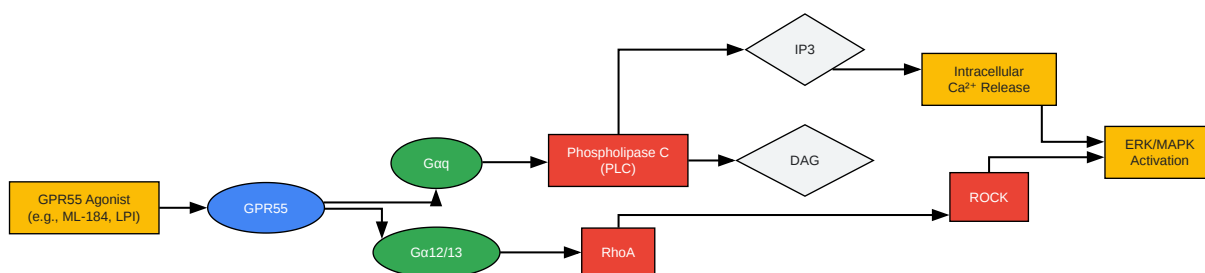 GPR55 Agonist
(e.g., ML-184, LPI)
GPR55
Gαq
Gα12/13
Phospholipase C
(PLC)
RhoA
IP3
DAG
Intracellular
Ca²⁺ Release
ROCK
ERK/MAPK
Activation